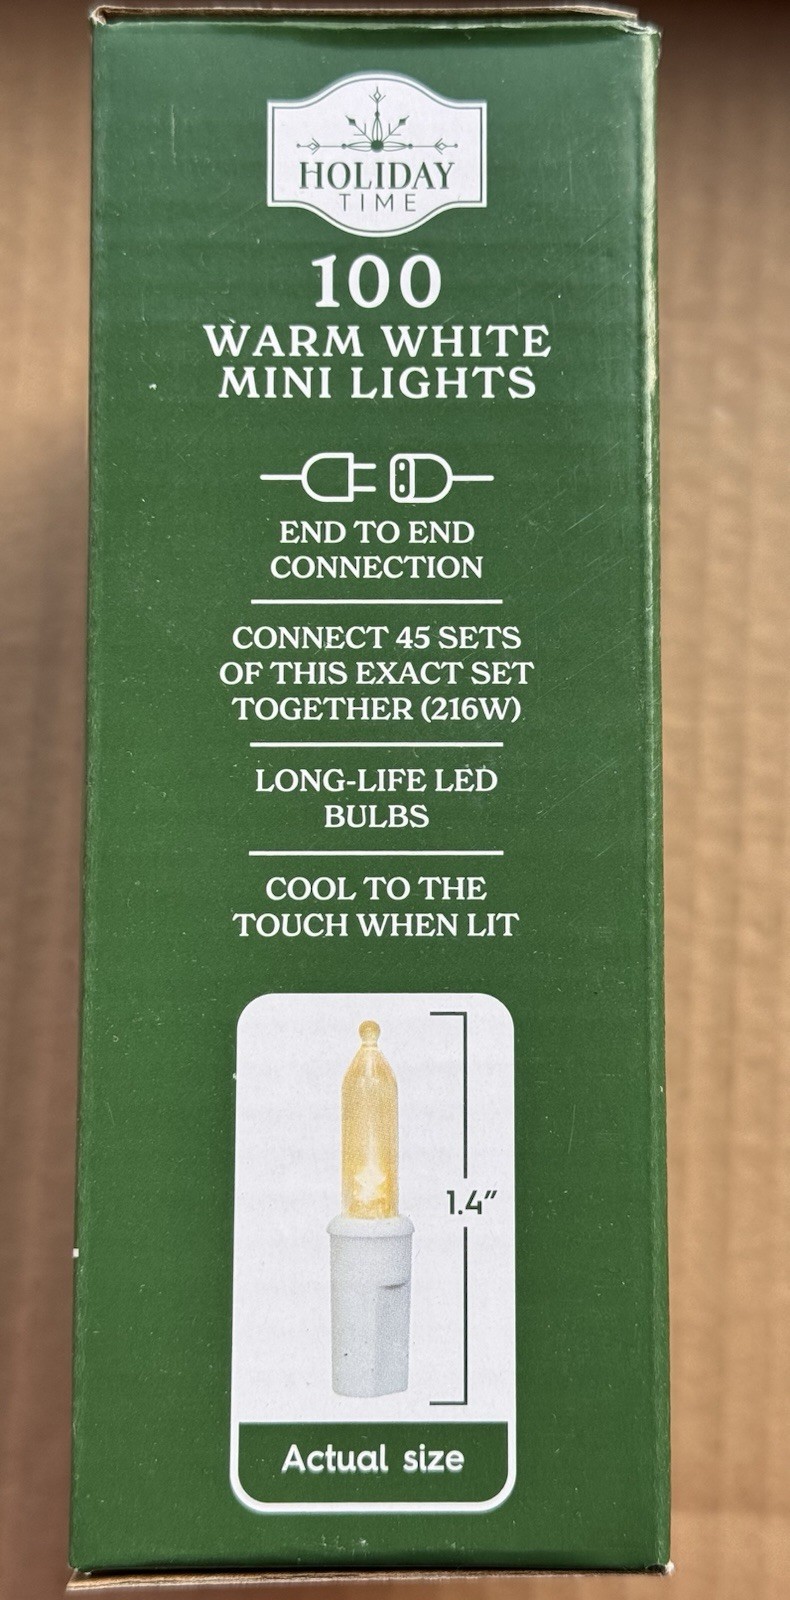 HOLIDAY
TIME
100
WARM WHITE
MINI LIGHTS
END TO END
CONNECTION
CONNECT 45 SETS
OF THIS EXACT SET
TOGETHER (216W)
LONG-LIFE LED
BULBS
COOL TO THE
TOUCH WHEN LIT
1.4”
Actual size